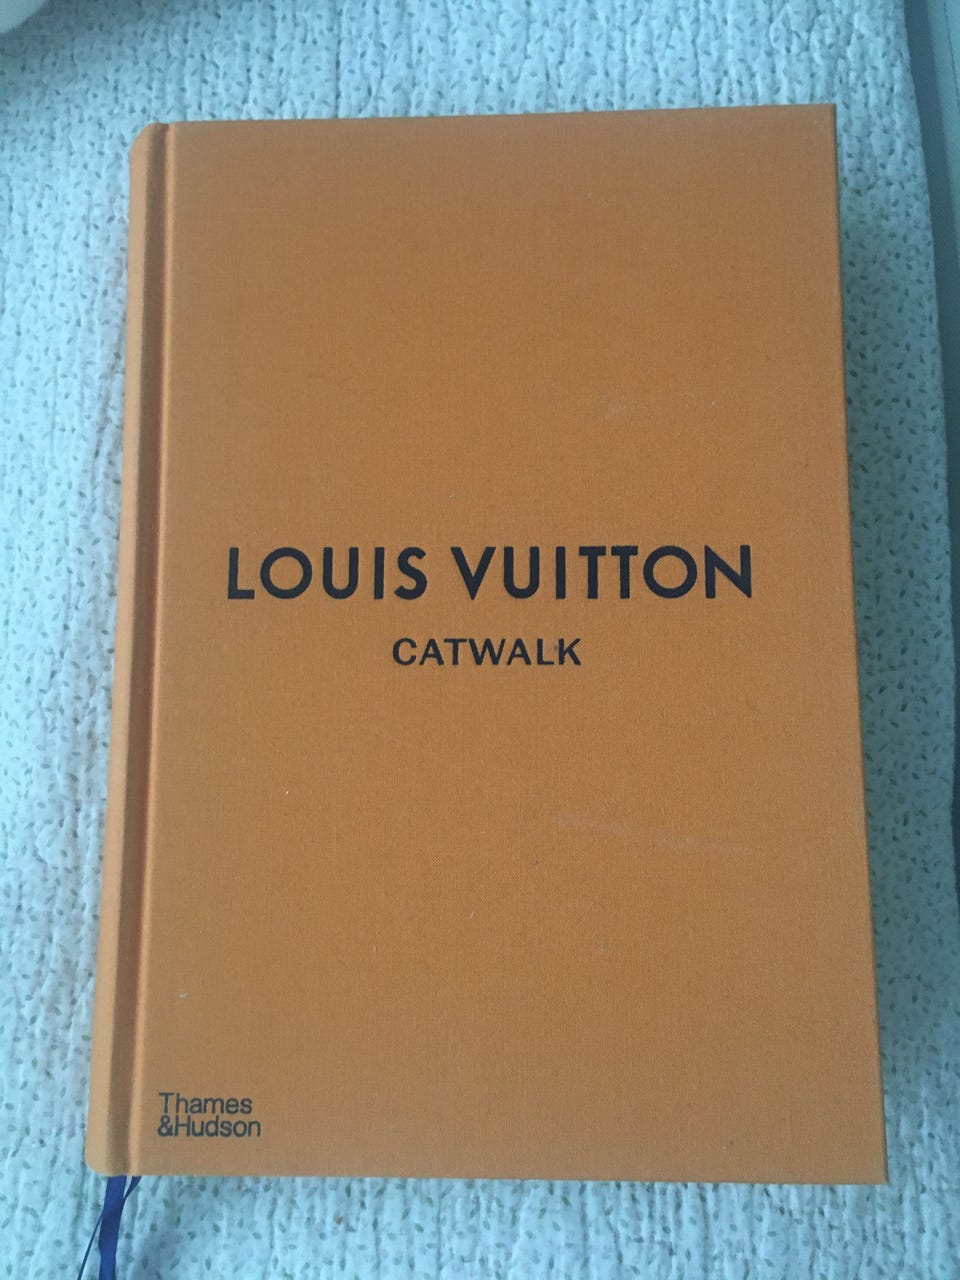 LOUIS VUITTON
CATWALK
Thames
&Hudson